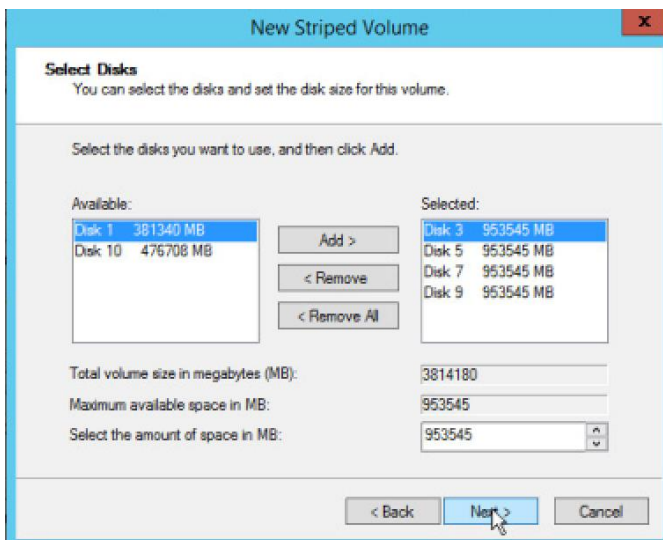 New Striped Volume
x
Select Disks
You can select the disks and set the disk size for this volume.
Select the disks you want to use, and then click Add.
Available:
Disk 1 381340 MB
Disk 10 476708 MB
Add >
< Remove
< Remove All
Selected:
Disk 3 953545 MB
Disk 5 953545 MB
Disk 7 953545 MB
Disk 9 953545 MB
Total volume size in megabytes (MB): 3814180
Maximum available space in MB: 953545
Select the amount of space in MB: 953545
< Back Next > Cancel